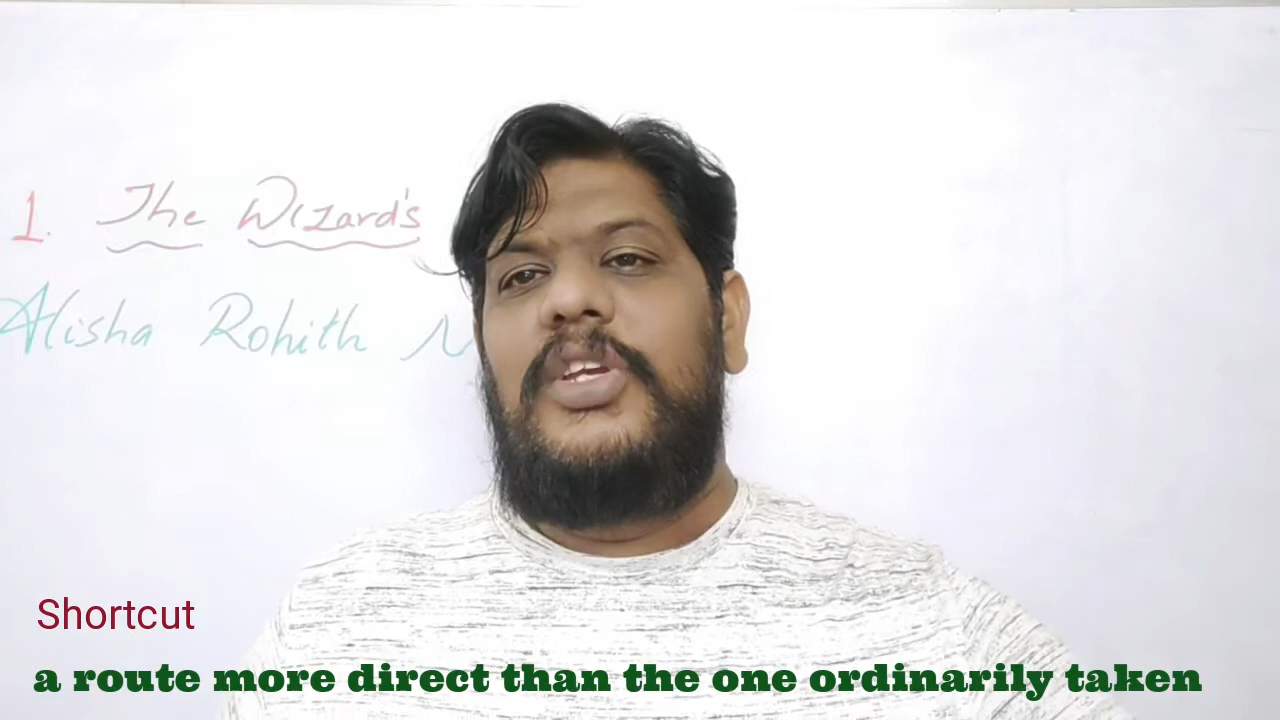 1. The Wizard's
Alisha Rohith N
Shortcut
a route more direct than the one ordinarily taken